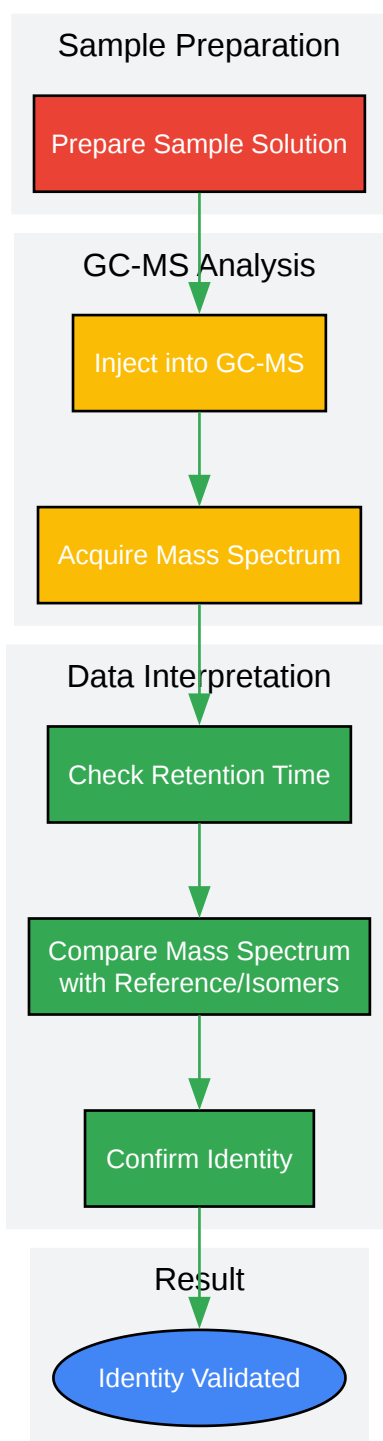 Sample Preparation
Prepare Sample Solution
GC-MS Analysis
Inject into GC-MS
Acquire Mass Spectrum
Data Interpretation
Check Retention Time
Compare Mass Spectrum
with Reference/Isomers
Confirm Identity
Result
Identity Validated